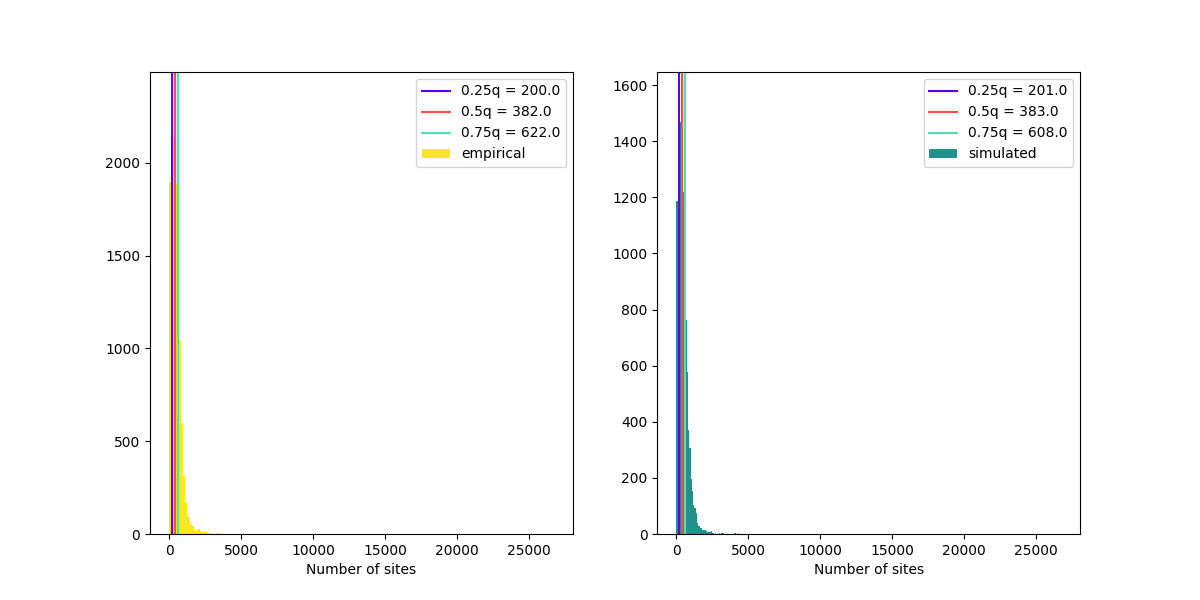 0.25q = 200.0
0.5q = 382.0
0.75q = 622.0
empirical
2000
1500
1000
500
0
0 5000 10000 15000 20000 25000
Number of sites
0.25q = 201.0
0.5q = 383.0
0.75q = 608.0
simulated
1600
1400
1200
1000
800
600
400
200
0
0 5000 10000 15000 20000 25000
Number of sites